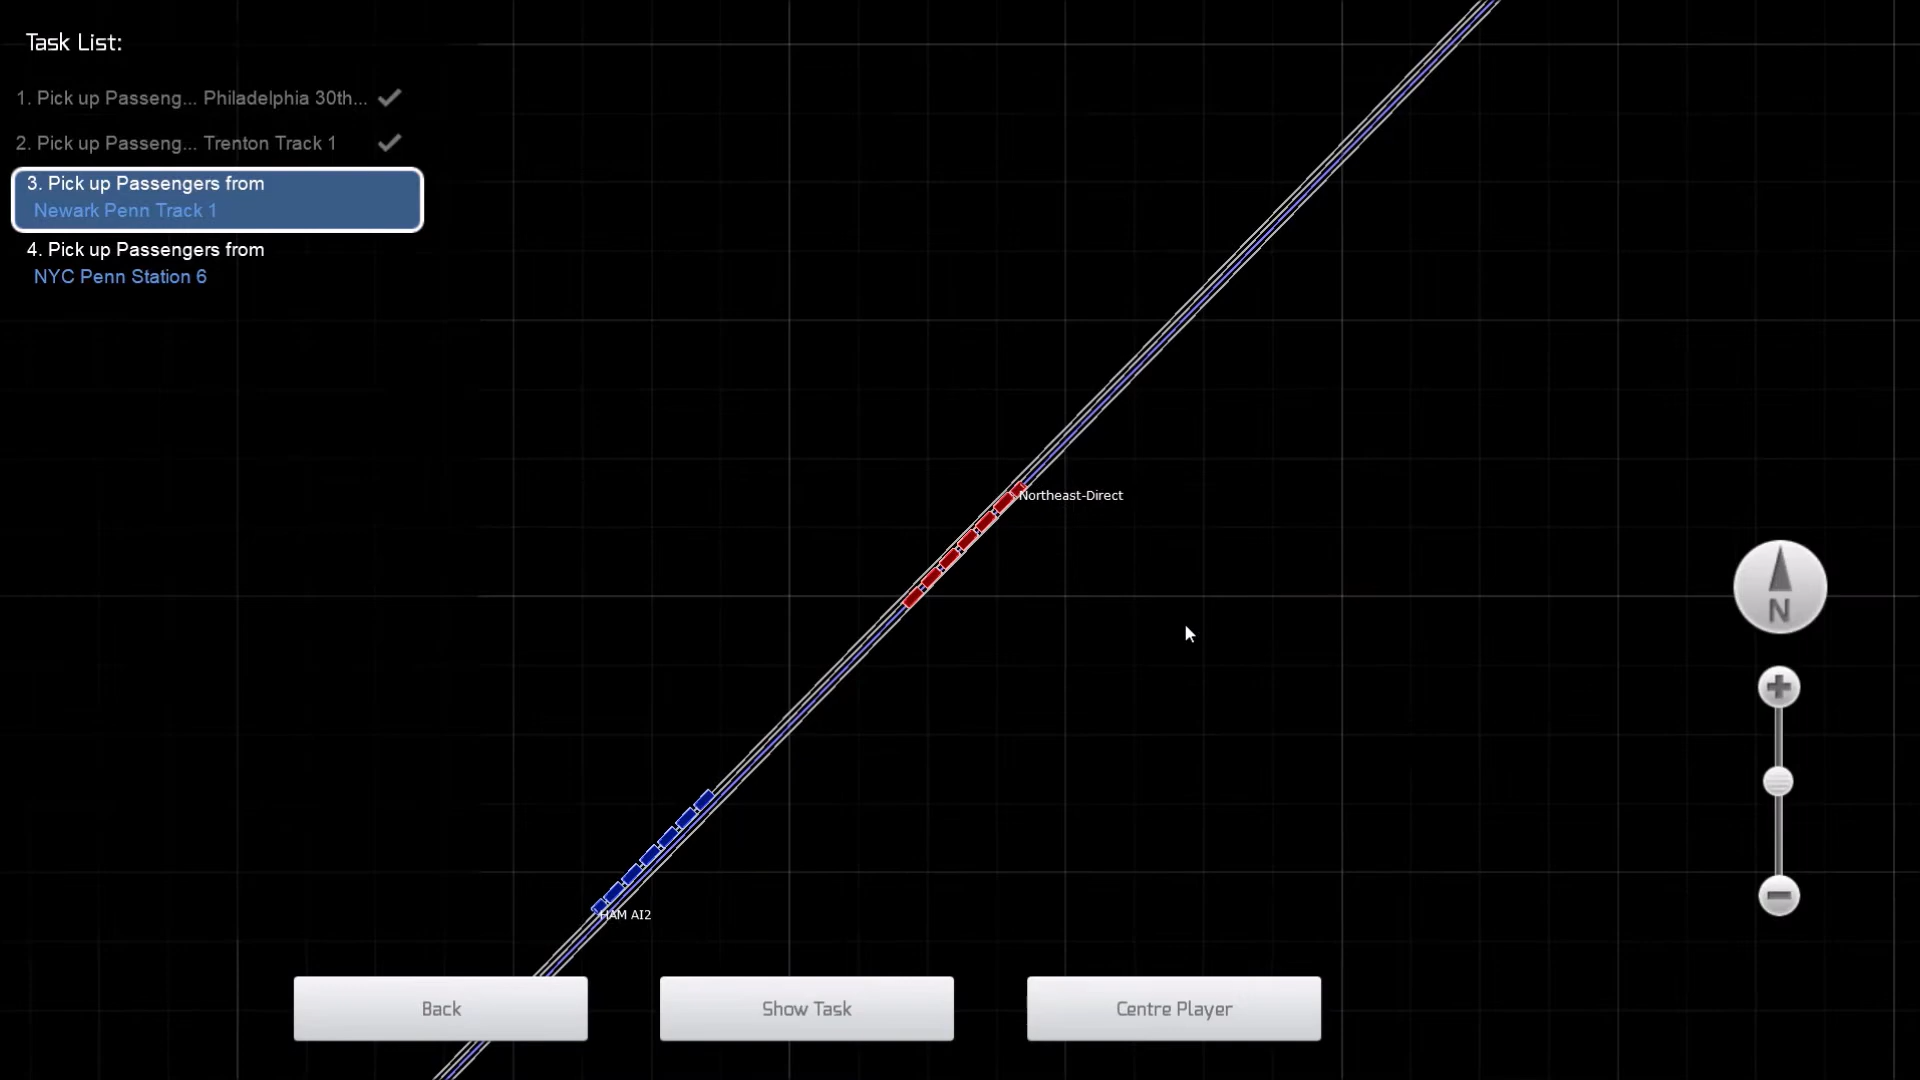 Task List:
1. Pick up Passeng... Philadelphia 30th...
2. Pick up Passeng... Trenton Track 1
3. Pick up Passengers from
Newark Penn Track 1
4. Pick up Passengers from
NYC Penn Station 6
Northeast-Direct
N
HAM AI2
Back
Show Task
Centre Player